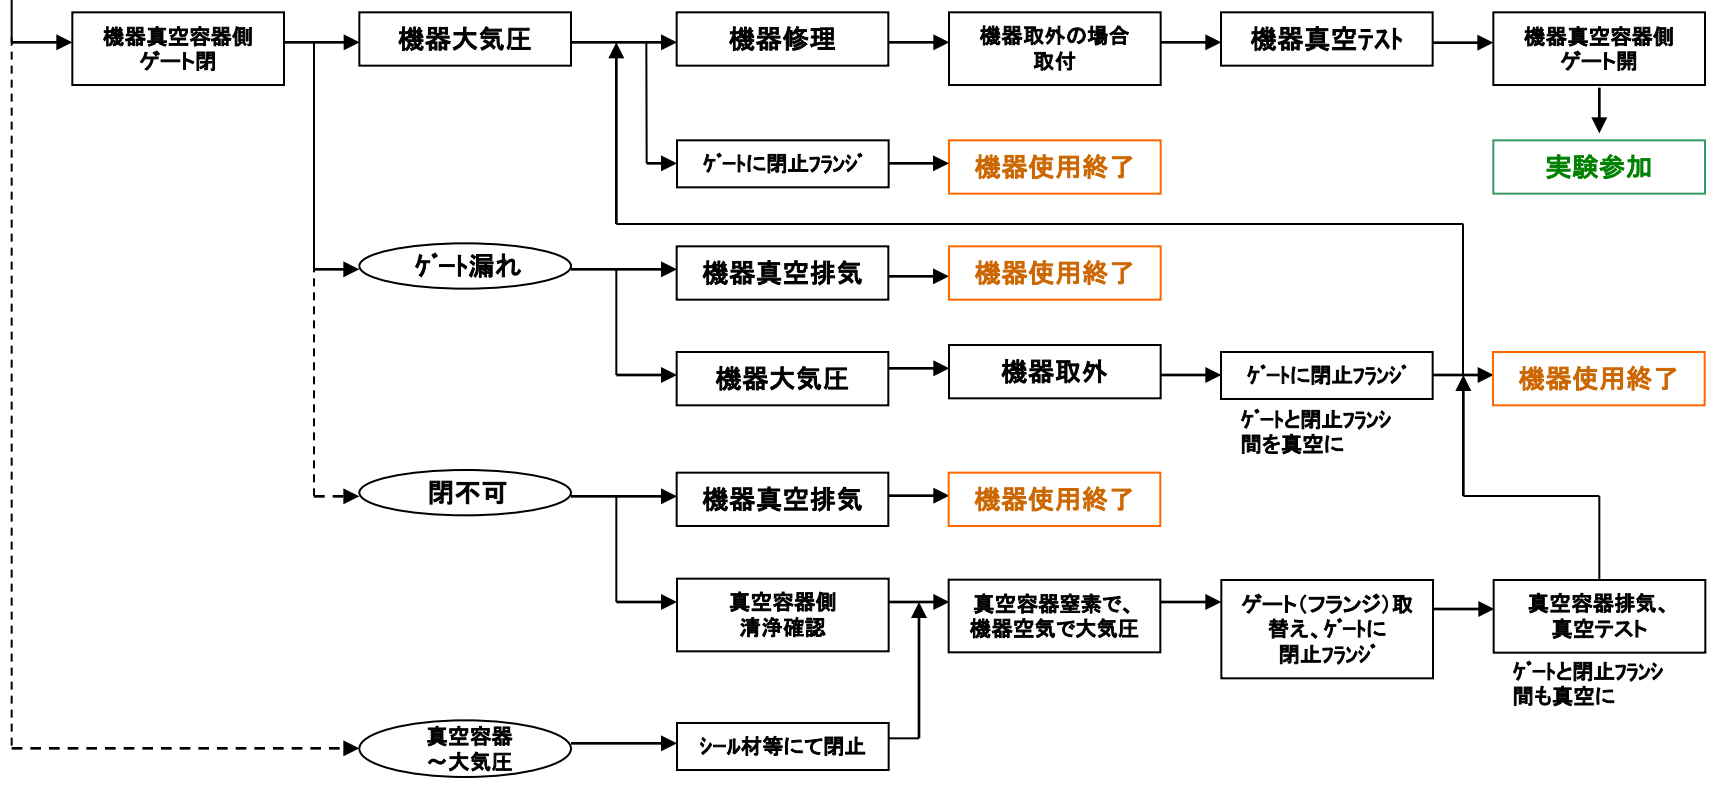 機器真空容器側
ゲート閉
機器大気圧
機器修理
機器取外の場合
取付
機器真空テスト
機器真空容器側
ゲート開
ゲートに閉止フランジ
機器使用終了
実験参加
ゲート漏れ
機器真空排気
機器使用終了
機器大気圧
機器取外
ゲートに閉止フランジ
機器使用終了
ゲートと閉止フランシ
間を真空に
閉不可
機器真空排気
機器使用終了
真空容器側
清浄確認
真空容器窒素で、
機器空気で大気圧
ゲート(フランジ)取
替え、ゲートに
閉止フランジ
真空容器排気、
真空テスト
ゲートと閉止フランシ
間も真空に
真空容器
～大気圧
シール材等にて閉止